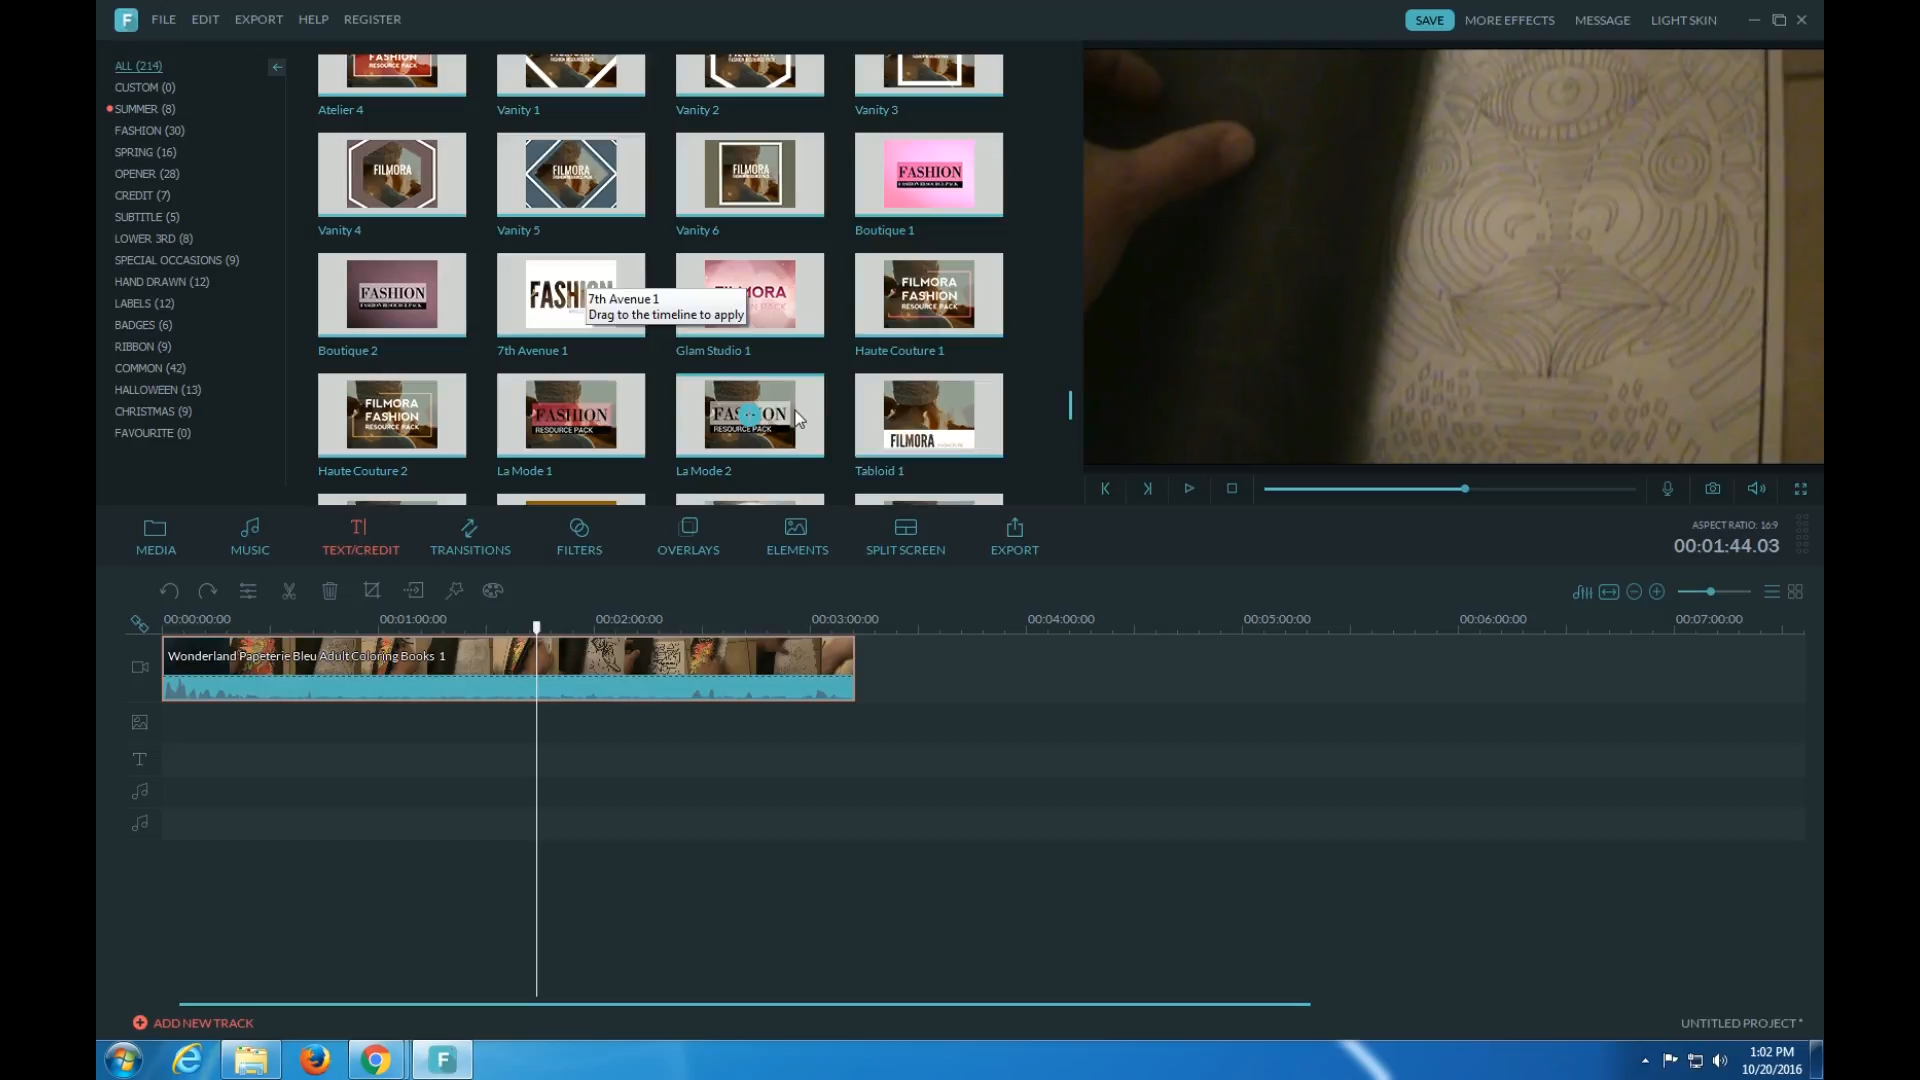 F FILE EDIT EXPORT HELP REGISTER
SAVE MORE EFFECTS MESSAGE LIGHT SKIN
ALL (214)
CUSTOM (0)
SUMMER (8)
FASHION (30)
SPRING (16)
OPENER (28)
CREDIT (7)
SUBTITLE (5)
LOWER 3RD (8)
SPECIAL OCCASIONS (9)
HAND DRAWN (12)
LABELS (12)
BADGES (6)
RIBBON (9)
COMMON (42)
HALLOWEEN (13)
CHRISTMAS (9)
FAVOURITE (0)
FASHION
Atelier 4 Vanity 1 Vanity 2 Vanity 3
FILMORA FILMORA FILMORA FASHION
Vanity 4 Vanity 5 Vanity 6 Boutique 1
FASHION
FASHION
FILMORA
FASHION
RESOURCE PACK
7th Avenue 1
Drag to the timeline to apply
Boutique 2 7th Avenue 1 Glam Studio 1 Haute Couture 1
FILMORA
FASHION
RESOURCE PACK
FASHION
RESOURCE PACK
RESOURCE PACK
FILMORA
Haute Couture 2 La Mode 1 La Mode 2 Tabloid 1
MEDIA MUSIC TEXT/CREDIT TRANSITIONS FILTERS OVERLAYS ELEMENTS SPLIT SCREEN EXPORT
ASPECT RATIO: 16:9
00:01:44.03
00:00:00:00 00:01:00:00 00:02:00:00 00:03:00:00 00:04:00:00 00:05:00:00 00:06:00:00 00:07:00:00
Wonderland Papeterie Bleu Adult Coloring Books 1
ADD NEW TRACK
UNTITLED PROJECT *
1:02 PM
10/20/2016